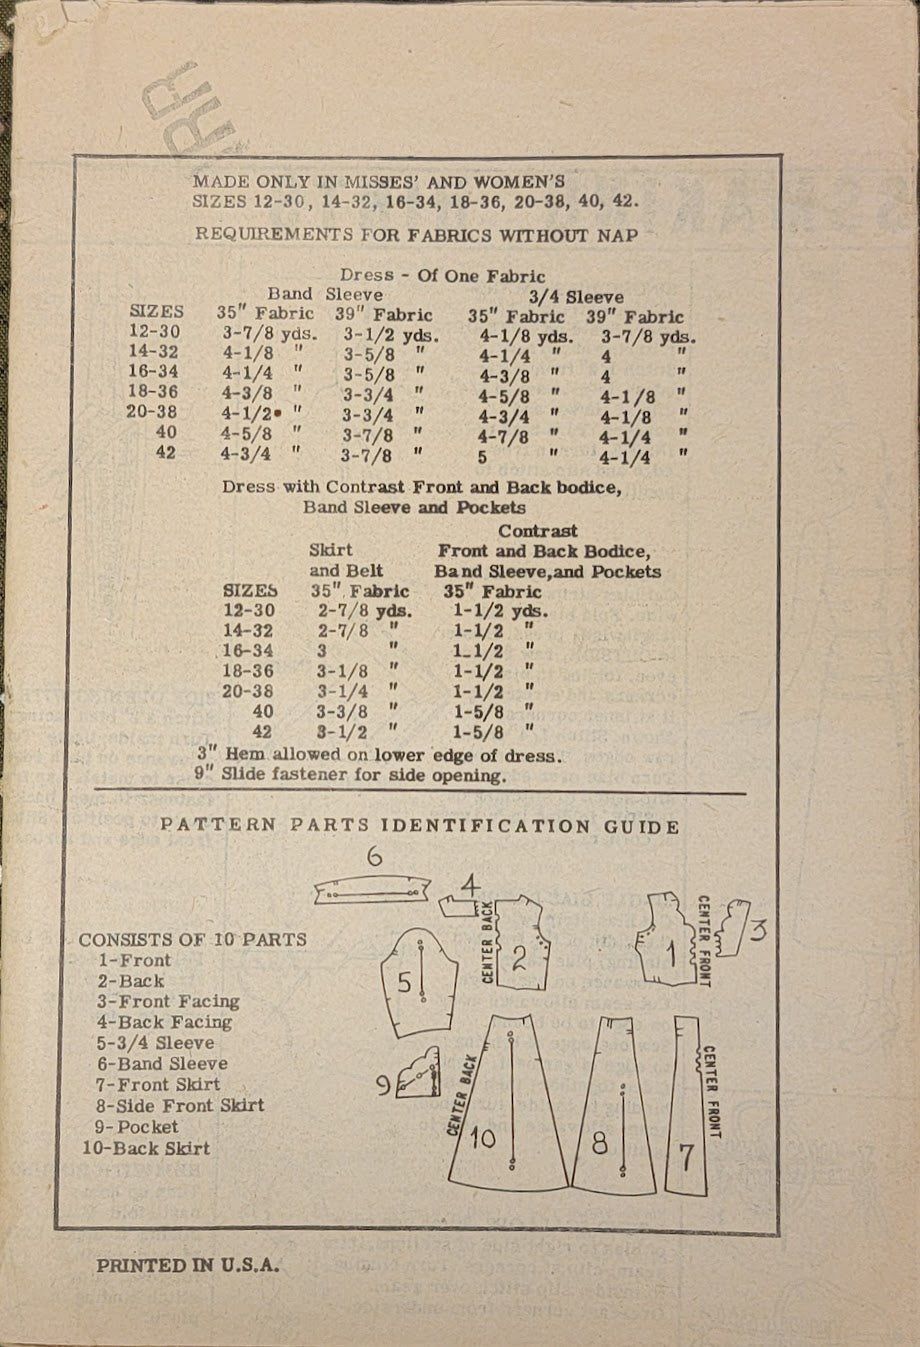 MADE ONLY IN MISSES' AND WOMEN'S
SIZES 12-30, 14-32, 16-34, 18-36, 20-38, 40, 42.
REQUIREMENTS FOR FABRICS WITHOUT NAP
Dress - Of One Fabric
Band Sleeve 3/4 Sleeve
SIZES 35" Fabric 39" Fabric 35" Fabric 39" Fabric
12-30 3-7/8 yds. 3-1/2 yds. 4-1/8 yds. 3-7/8 yds.
14-32 4-1/8 " 3-5/8 " 4-1/4 " 4 "
16-34 4-1/4 " 3-5/8 " 4-3/8 " 4 "
18-36 4-3/8 " 3-3/4 " 4-5/8 " 4-1/8 "
20-38 4-1/2 " 3-3/4 " 4-3/4 " 4-1/8 "
40 4-5/8 " 3-7/8 " 4-7/8 " 4-1/4 "
42 4-3/4 " 3-7/8 " 5 " 4-1/4 "
Dress with Contrast Front and Back bodice,
Band Sleeve and Pockets
Contrast
Skirt Front and Back Bodice,
and Belt Band Sleeve,and Pockets
SIZES 35" Fabric 35" Fabric
12-30 2-7/8 yds. 1-1/2 yds.
14-32 2-7/8 " 1-1/2 "
16-34 3 " 1-1/2 "
18-36 3-1/8 " 1-1/2 "
20-38 3-1/4 " 1-1/2 "
40 3-3/8 " 1-5/8 "
42 3-1/2 " 1-5/8 "
3" Hem allowed on lower edge of dress.
9" Slide fastener for side opening.
PATTERN PARTS IDENTIFICATION GUIDE
6
4
CENTER BACK
2
1
CENTER FRONT
3
5
CONSISTS OF 10 PARTS
1-Front
2-Back
3-Front Facing
4-Back Facing
5-3/4 Sleeve
6-Band Sleeve
7-Front Skirt
8-Side Front Skirt
9-Pocket
10-Back Skirt
9
CENTER BACK
10
8
7
CENTER FRONT
PRINTED IN U.S.A.